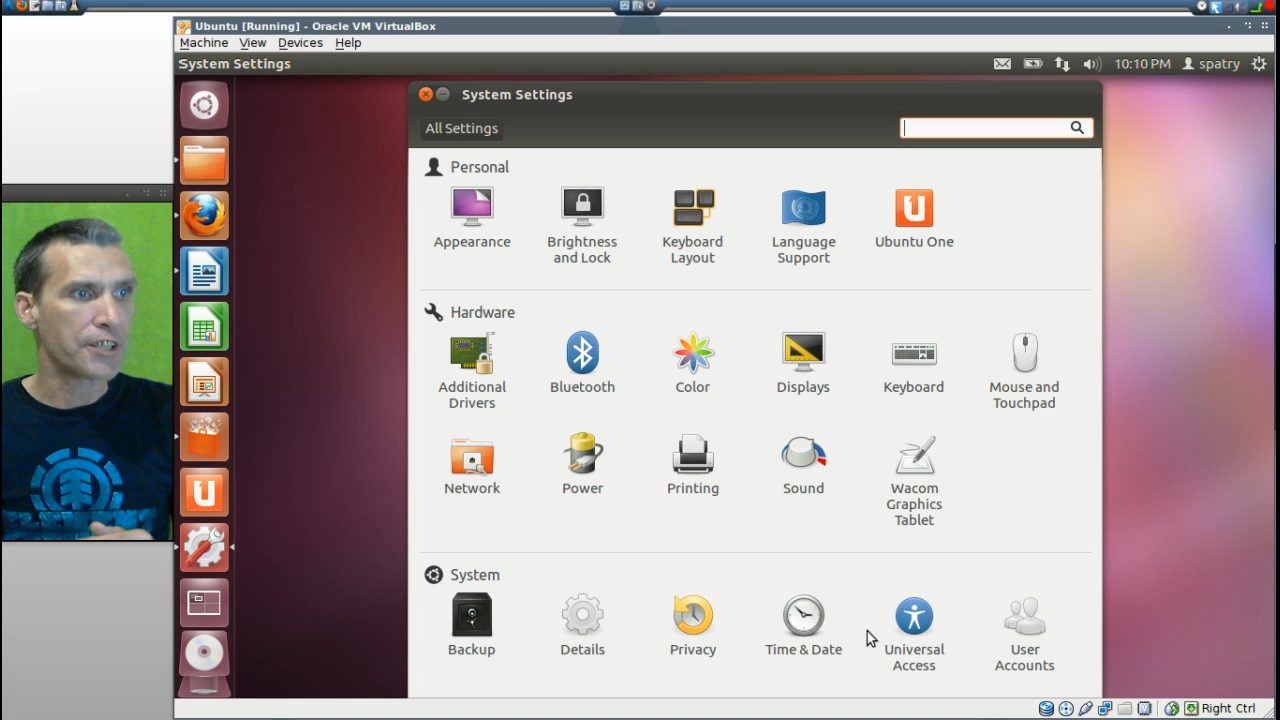 Ubuntu [Running] - Oracle VM VirtualBox
Machine View Devices Help
System Settings 10:10 PM spatry
System Settings
All Settings
Personal
Appearance
Brightness
and Lock
Keyboard
Layout
Language
Support
Ubuntu One
Hardware
Additional
Drivers
Bluetooth
Color
Displays
Keyboard
Mouse and
Touchpad
Network
Power
Printing
Sound
Wacom
Graphics
Tablet
System
Backup
Details
Privacy
Time & Date
Universal
Access
User
Accounts
Right Ctrl